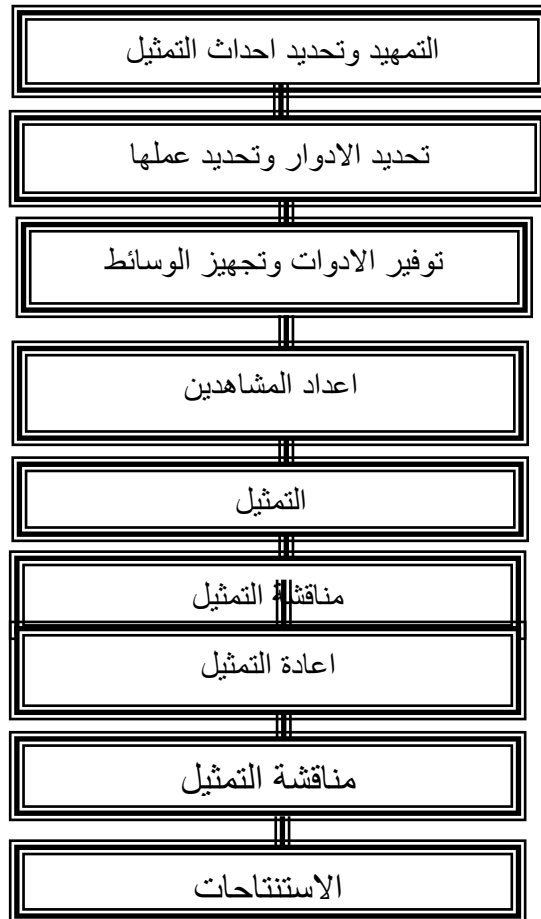 التمهيد وتحديد احداث التمثيل
تحديد الادوار وتحديد عملها
توفير الادوات وتجهيز الوسائط
اعداد المشاهدين
التمثيل
مناقشة التمثيل
اعادة التمثيل
مناقشة التمثيل
الاستنتاحات